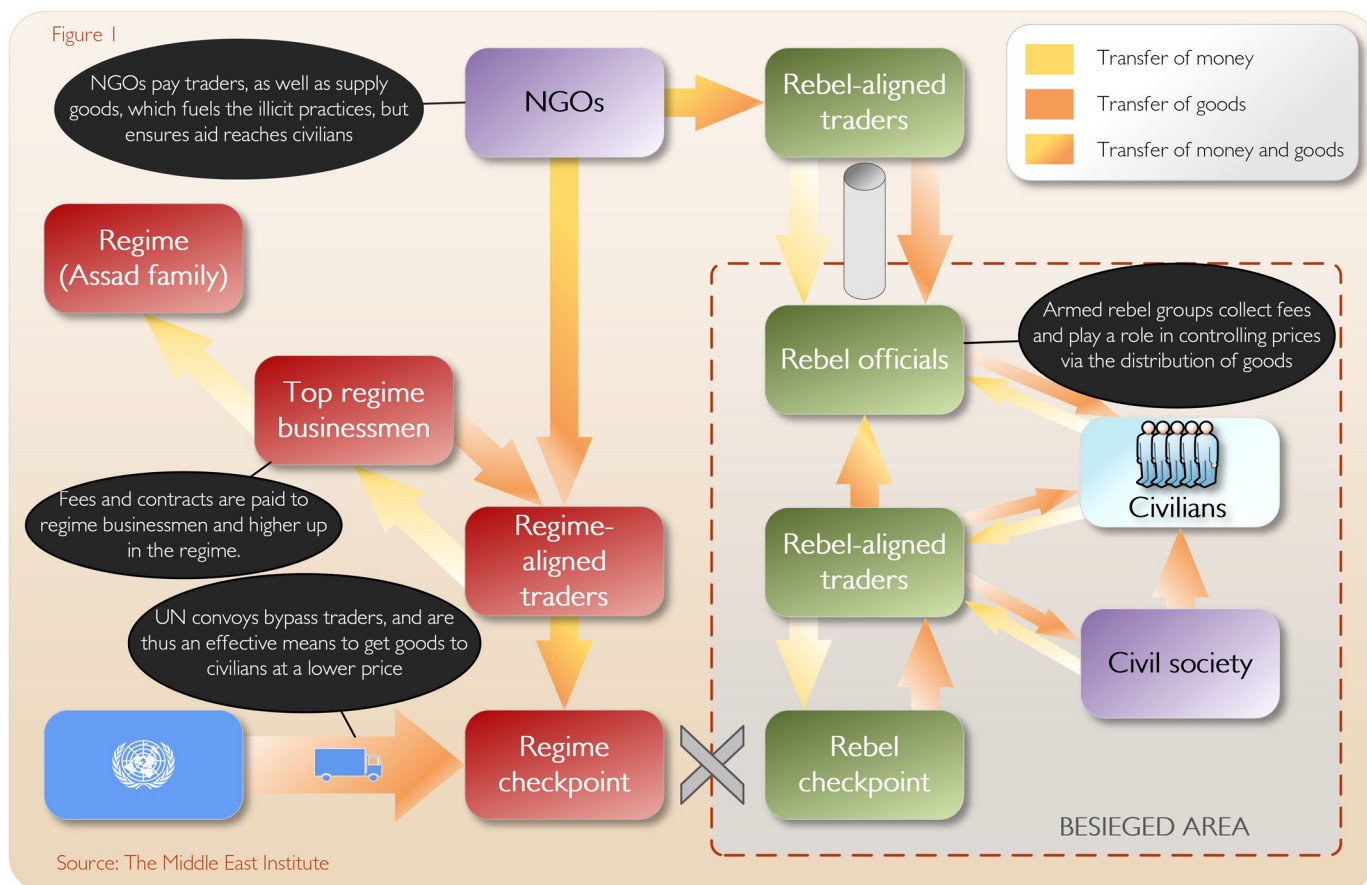 Figure 1
NGOs pay traders, as well as supply
goods, which fuels the illicit practices, but
ensures aid reaches civilians
NGOs
Rebel-aligned
traders
Transfer of money
Transfer of goods
Transfer of money and goods
Regime
(Assad family)
Top regime
businessmen
Rebel officials
Armed rebel groups collect fees
and play a role in controlling prices
via the distribution of goods
Civilians
Fees and contracts are paid to
regime businessmen and higher up
in the regime.
Regime-
aligned
traders
Rebel-aligned
traders
UN convoys bypass traders, and are
thus an effective means to get goods to
civilians at a lower price
Civil society
Regime
checkpoint
Rebel
checkpoint
BESIEGED AREA
Source: The Middle East Institute